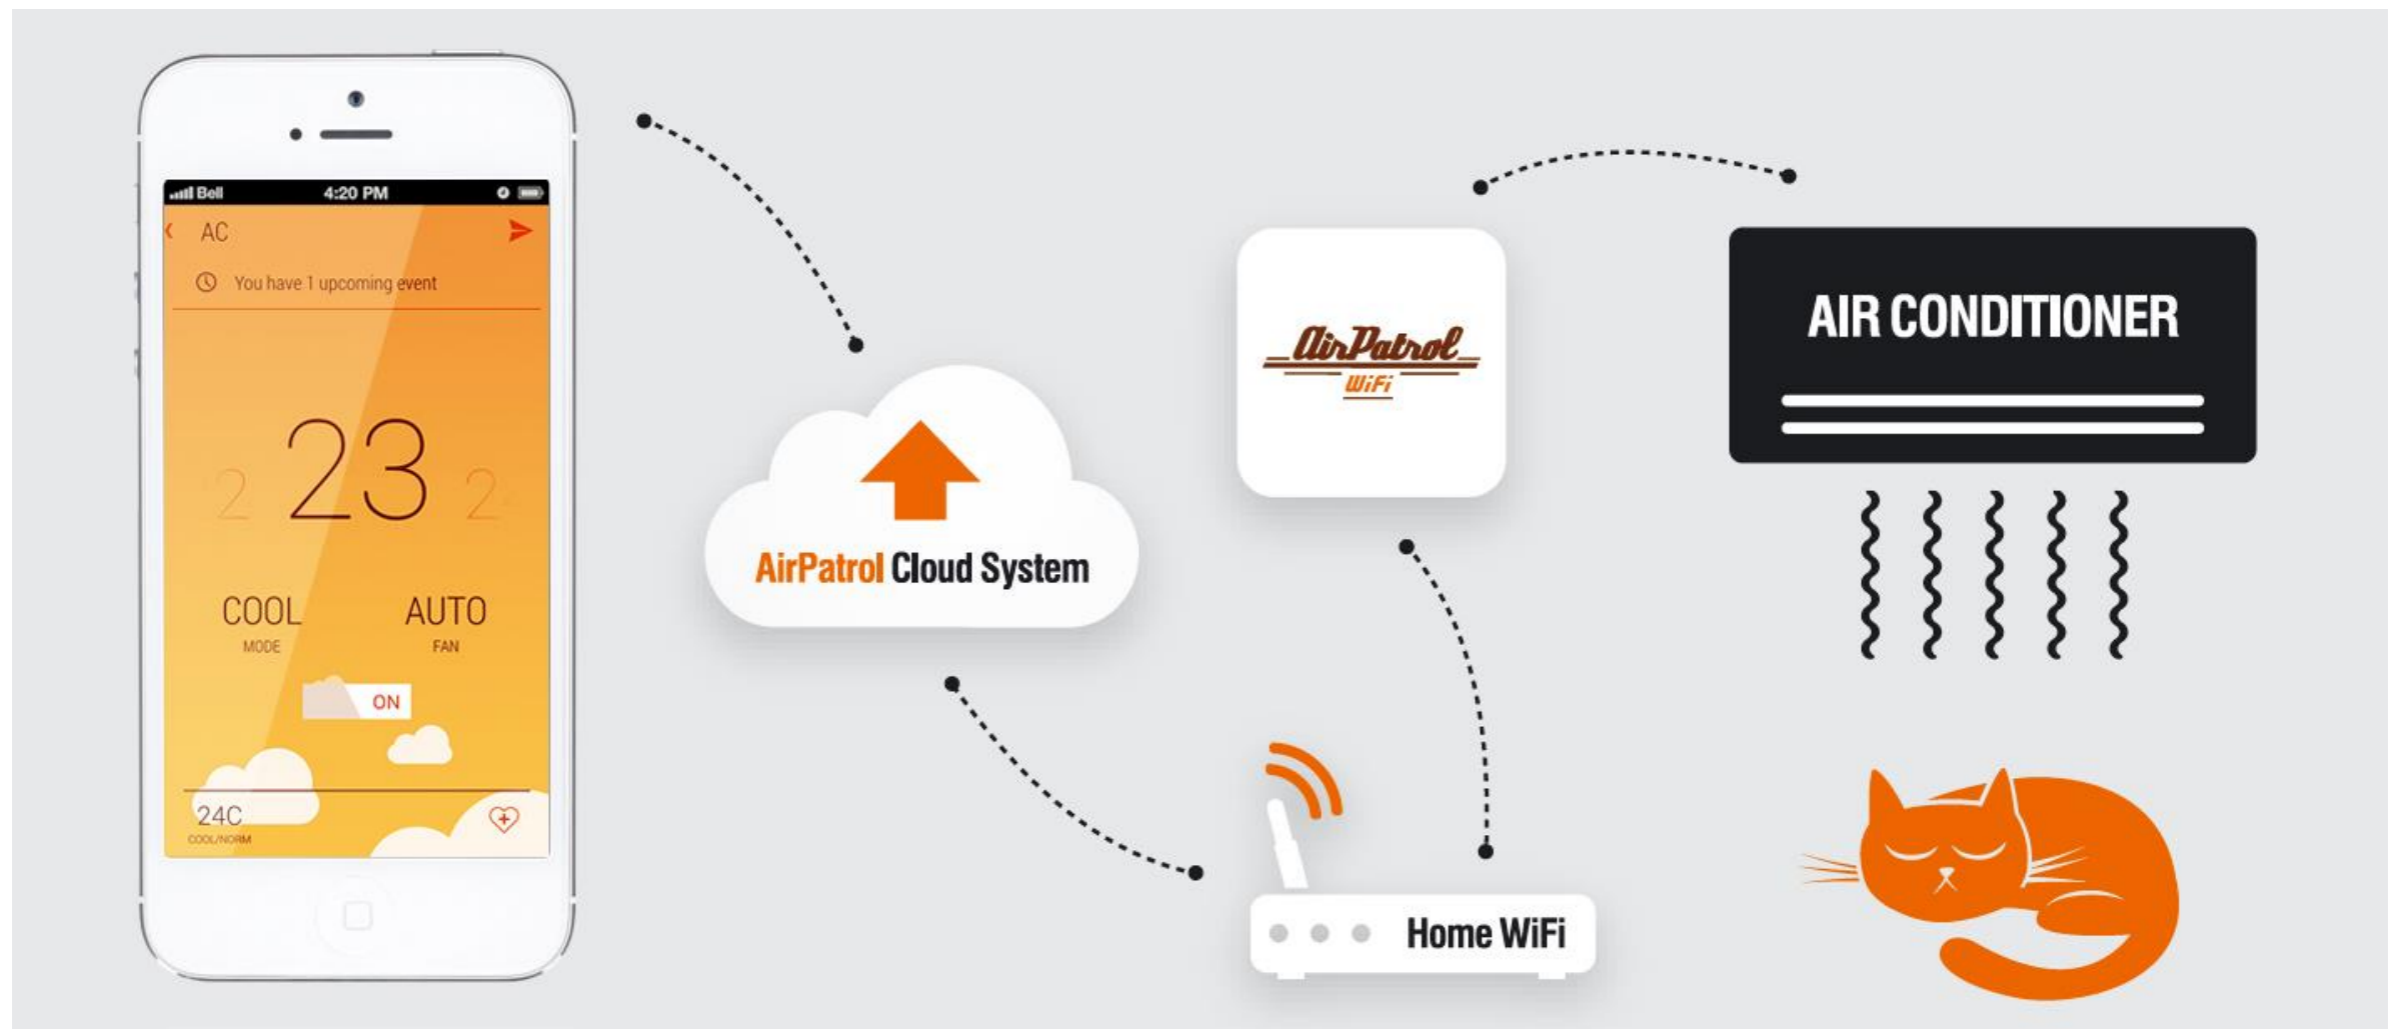 Bell 4:20 PM
AC
You have 1 upcoming event
2 23 2
COOL AUTO
MODE FAN
ON
24C
COOL/NORM
AirPatrol Cloud System
AirPatrol
WiFi
Home WiFi
AIR CONDITIONER